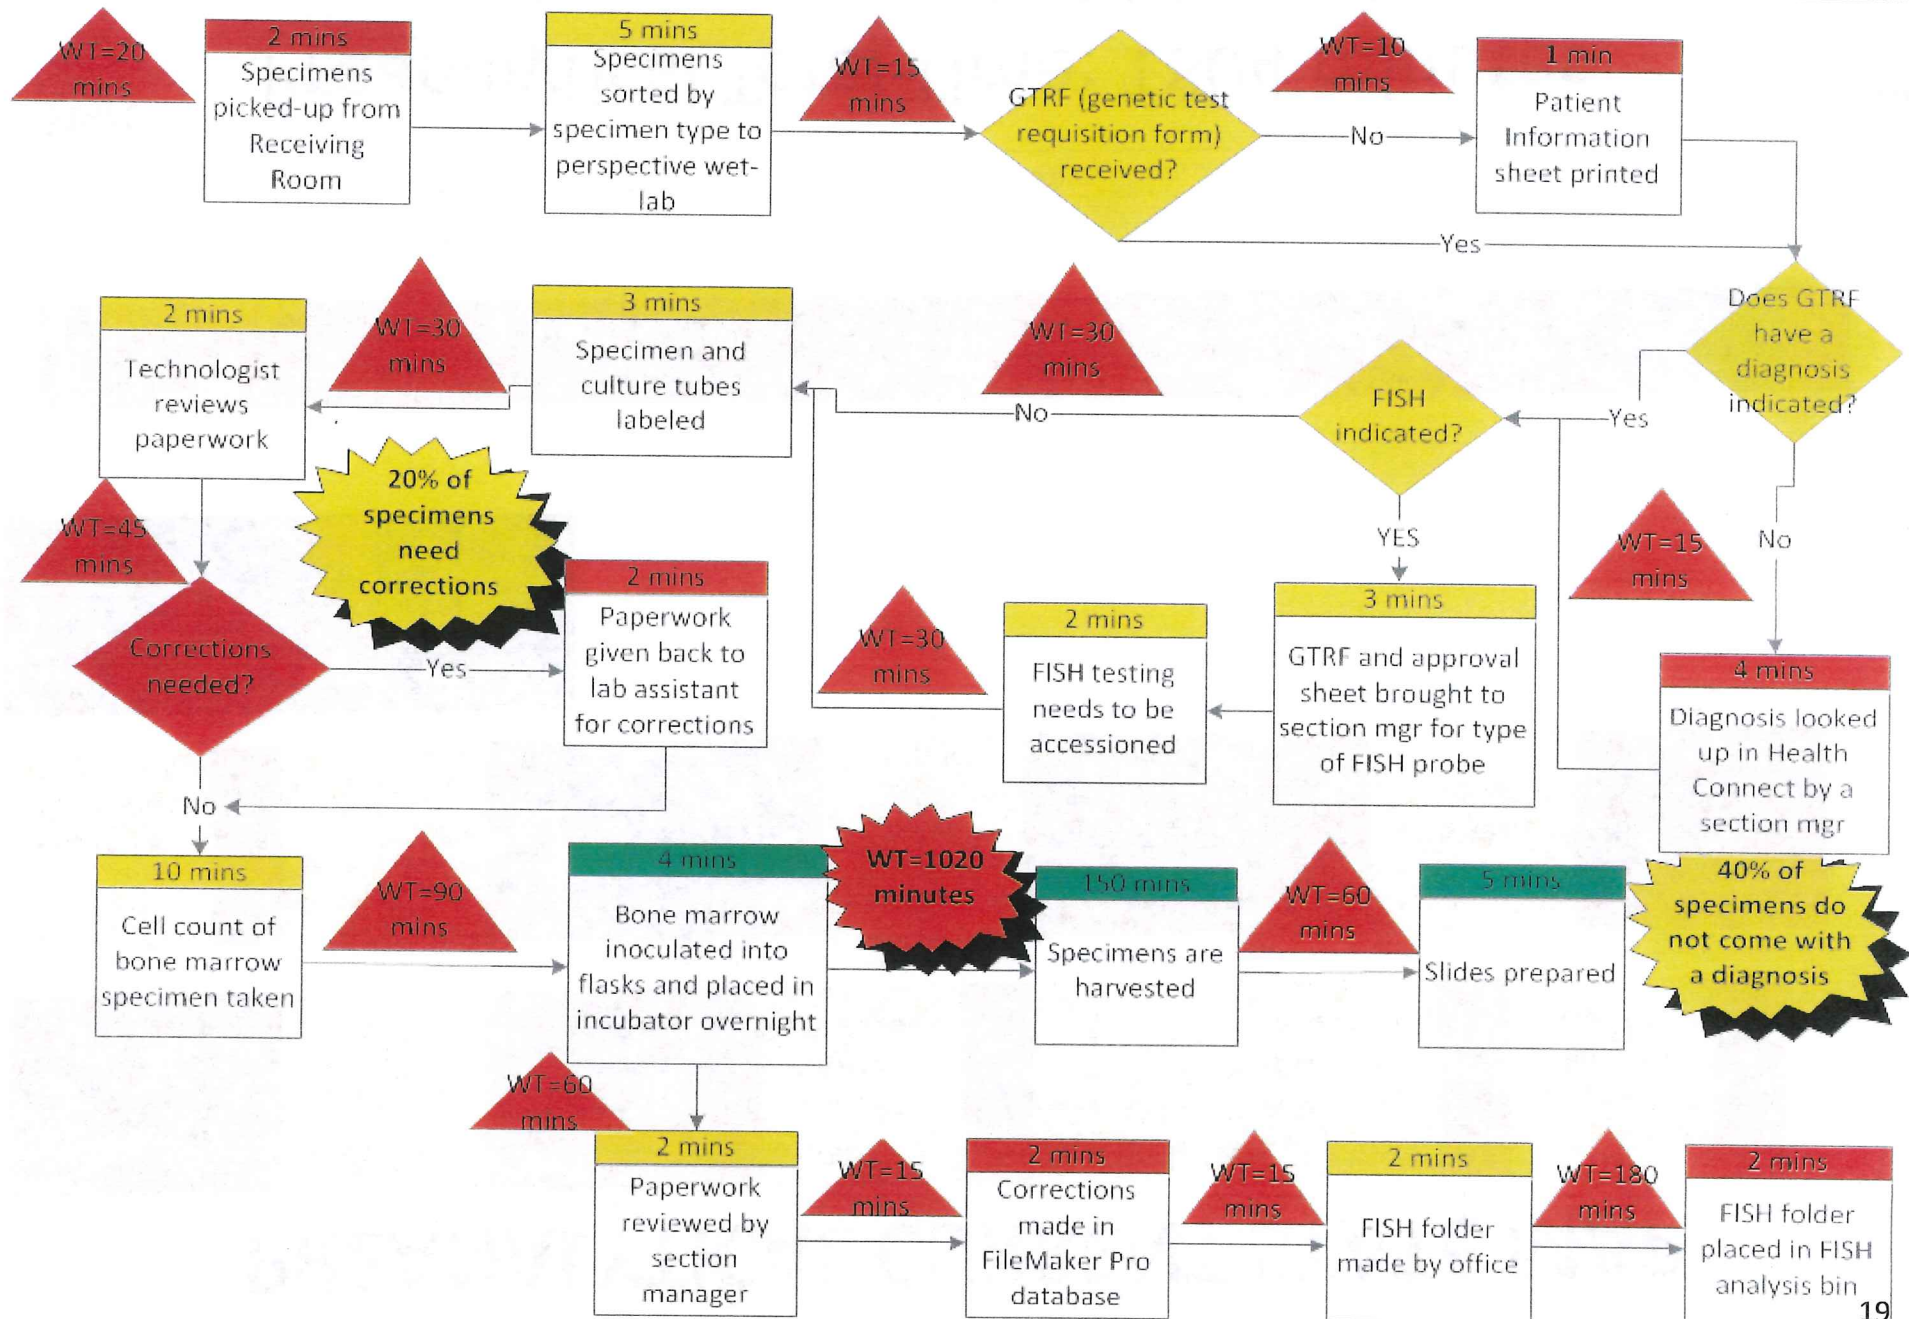 WT=20
mins
2 mins
Specimens
picked-up from
Receiving
Room
5 mins
Specimens
sorted by
specimen type to
perspective wet-
lab
WT=15
mins
GTRF (genetic test
requisition form)
received?
WT=10
mins
No
1 min
Patient
Information
sheet printed
Yes
Does GTRF
have a
diagnosis
indicated?
Yes
No
WT=15
mins
4 mins
Diagnosis looked
up in Health
Connect by a
section mgr
40% of
specimens do
not come with
a diagnosis
FISH
indicated?
No
WT=30
mins
YES
3 mins
GTRF and approval
sheet brought to
section mgr for type
of FISH probe
2 mins
FISH testing
needs to be
accessioned
WT=30
mins
3 mins
Specimen and
culture tubes
labeled
WT=30
mins
2 mins
Technologist
reviews
paperwork
WT=45
mins
20% of
specimens
need
corrections
Corrections
needed?
Yes
2 mins
Paperwork
given back to
lab assistant
for corrections
No
10 mins
Cell count of
bone marrow
specimen taken
WT=90
mins
4 mins
Bone marrow
inoculated into
flasks and placed in
incubator overnight
WT=1020
minutes
150 mins
Specimens are
harvested
WT=60
mins
5 mins
Slides prepared
WT=60
mins
2 mins
Paperwork
reviewed by
section
manager
WT=15
mins
2 mins
Corrections
made in
FileMaker Pro
database
WT=15
mins
2 mins
FISH folder
made by office
WT=180
mins
2 mins
FISH folder
placed in FISH
analysis bin
19